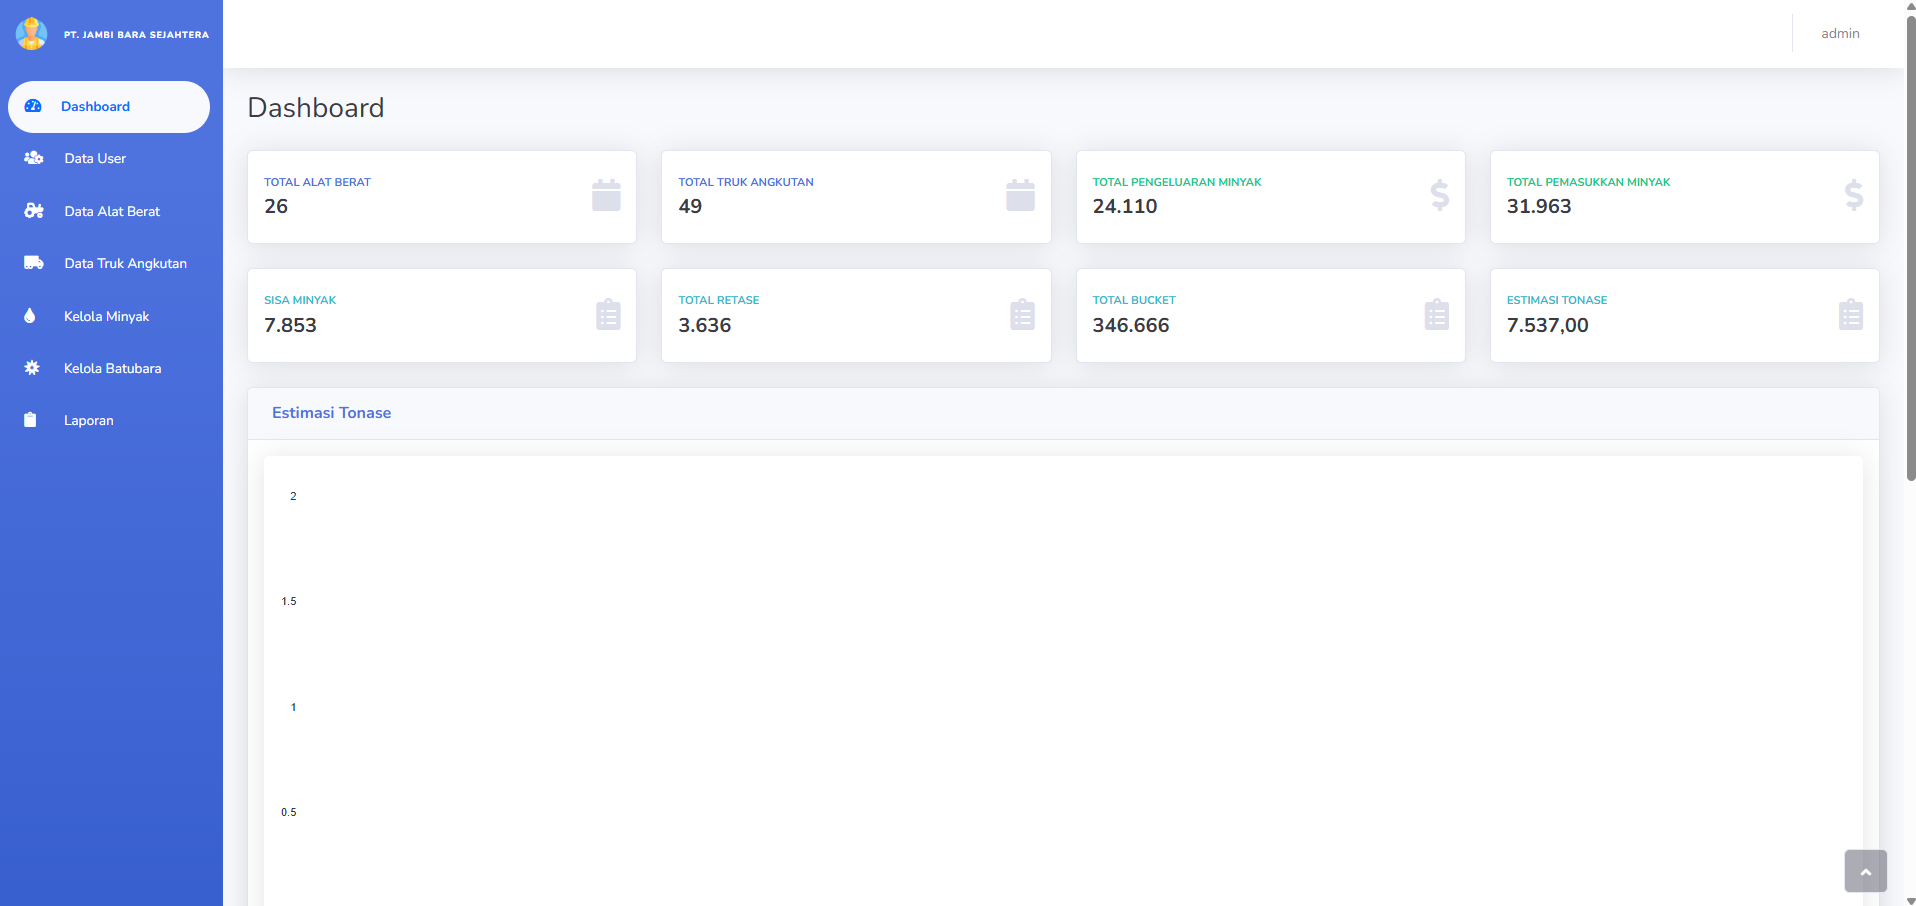 PT. JAMBI BARA SEJAHTERA
admin
Dashboard
Data User
Data Alat Berat
Data Truk Angkutan
Kelola Minyak
Kelola Batubara
Laporan
Dashboard
TOTAL ALAT BERAT
26
TOTAL TRUK ANGKUTAN
49
TOTAL PENGELUARAN MINYAK
24.110
TOTAL PEMASUKKAN MINYAK
31.963
SISA MINYAK
7.853
TOTAL RETASE
3.636
TOTAL BUCKET
346.666
ESTIMASI TONASE
7.537,00
Estimasi Tonase
2
1.5
1
0.5